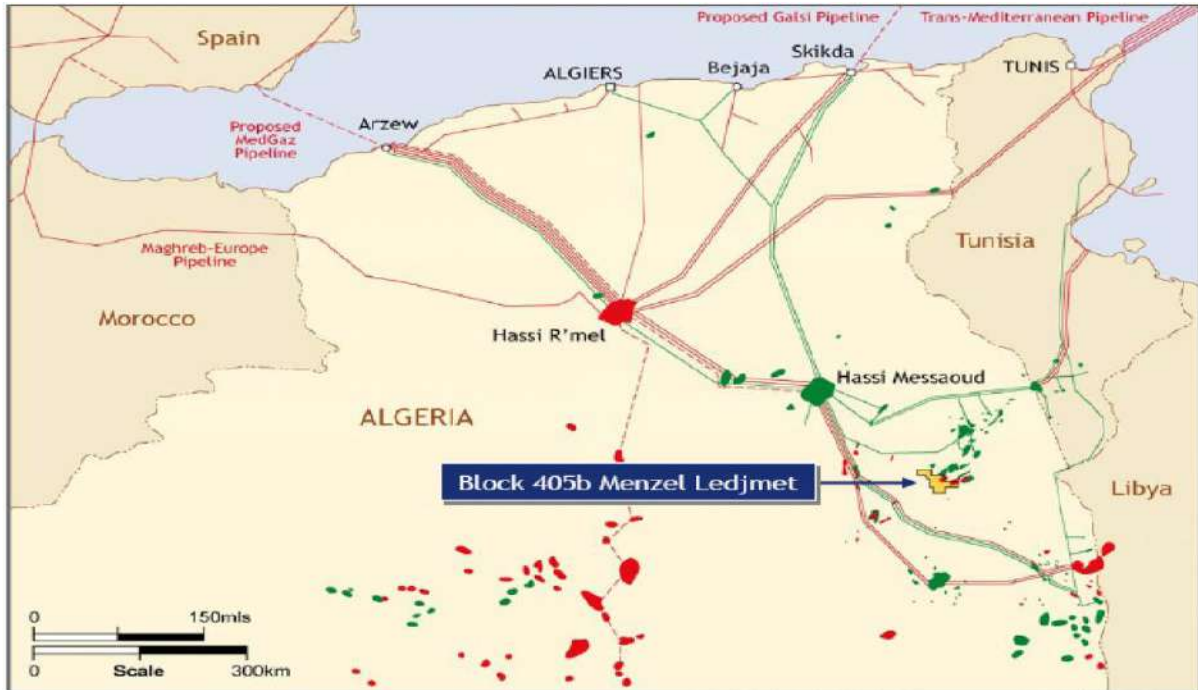 Proposed Galsi Pipeline
Trans-Mediterranean Pipeline
Spain
Skikda
ALGIERS
Bejaja
TUNIS
Arzew
Proposed
MedGaz
Pipeline
Maghreb-Europe
Pipeline
Tunisia
Morocco
Hassi R'mel
Hassi Messaoud
ALGERIA
Block 405b Menzel Ledjmet
Libya
0 150mls
0 Scale 300km